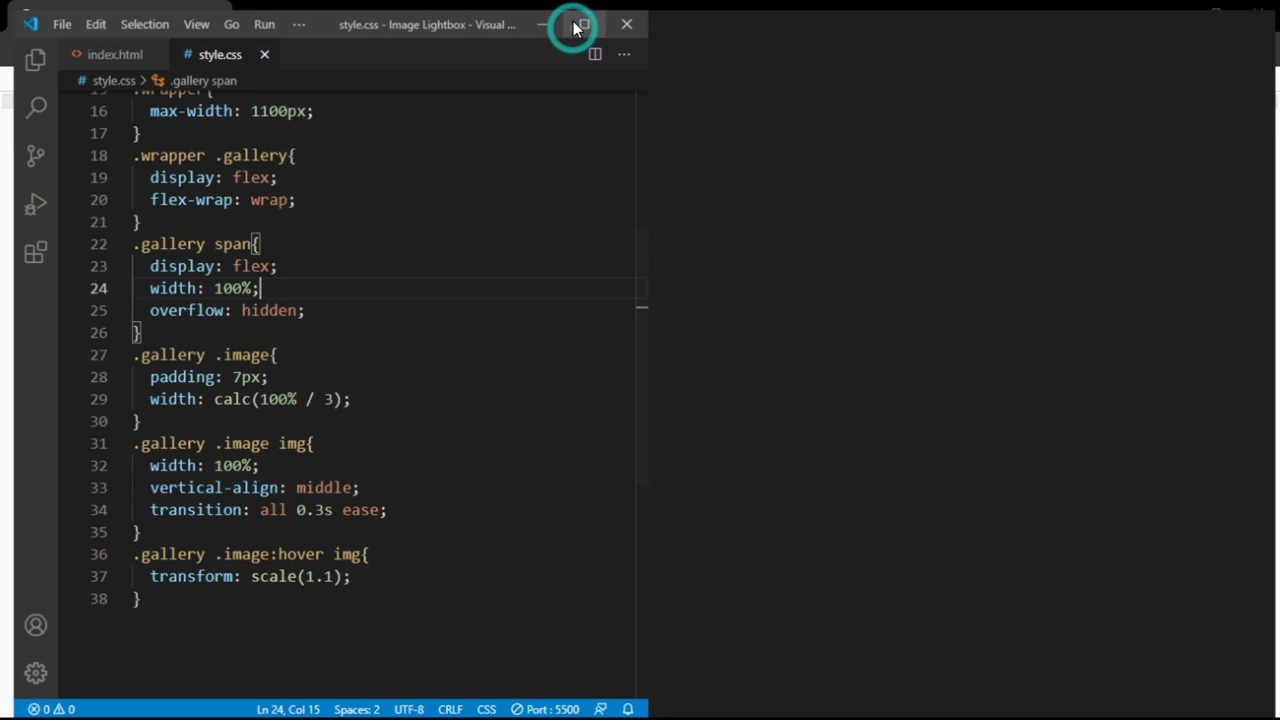 File Edit Selection View Go Run ··· style.css - Image Lightbox - Visual ...
index.html # style.css
# style.css > .gallery span
15 .wrapper{
16 max-width: 1100px;
17 }
18 .wrapper .gallery{
19 display: flex;
20 flex-wrap: wrap;
21 }
22 .gallery span{
23 display: flex;
24 width: 100%;
25 overflow: hidden;
26 }
27 .gallery .image{
28 padding: 7px;
29 width: calc(100% / 3);
30 }
31 .gallery .image img{
32 width: 100%;
33 vertical-align: middle;
34 transition: all 0.3s ease;
35 }
36 .gallery .image:hover img{
37 transform: scale(1.1);
38 }
0 0 Ln 24, Col 15 Spaces: 2 UTF-8 CRLF CSS Port : 5500